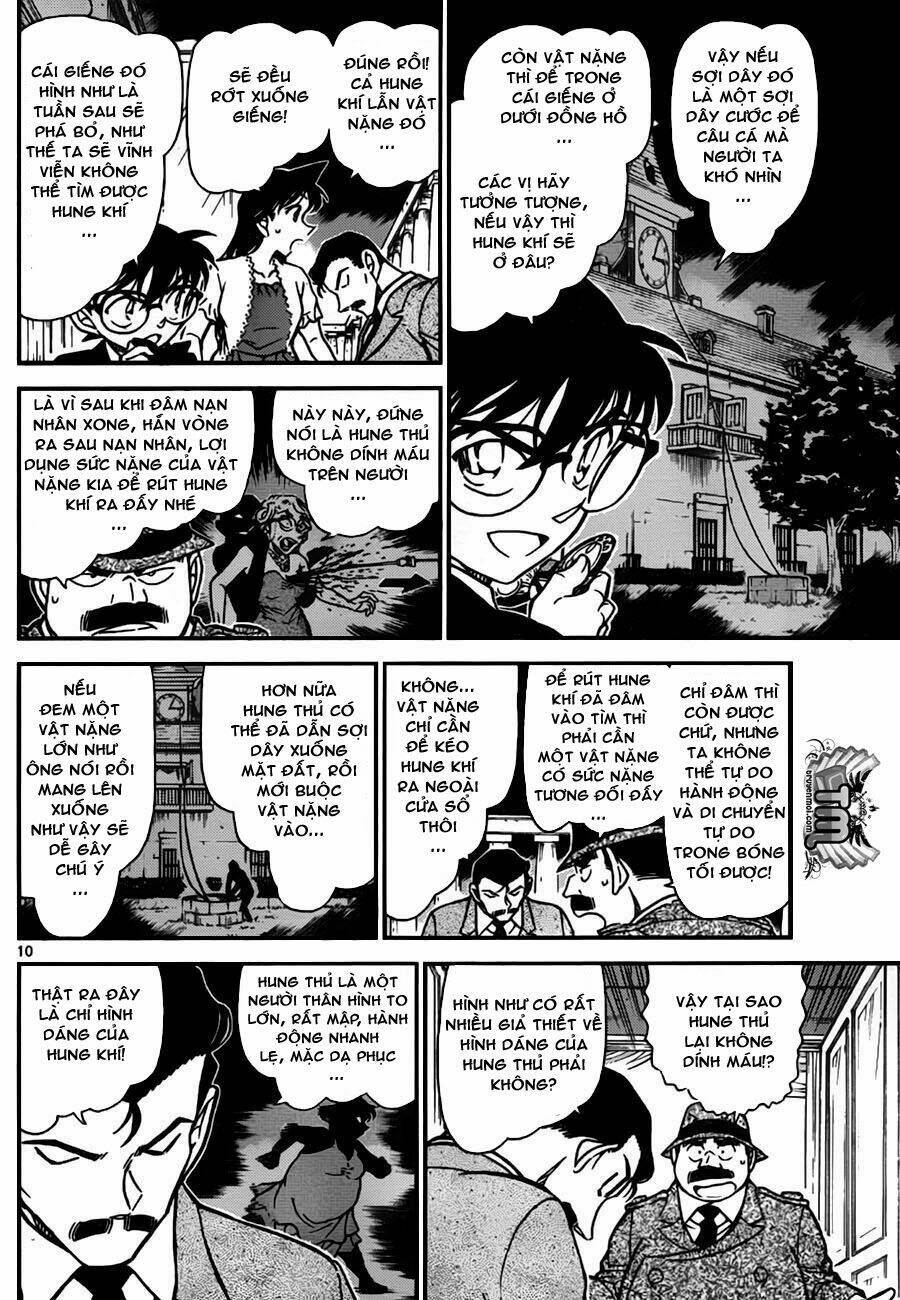 VẬY NẾU
SỢI DÂY ĐÓ
LÀ MỘT SỢI
DÂY CƯỚC ĐỂ
CÂU CÁ MÀ
NGƯỜI TA
KHÓ NHÌN
...
CÒN VẬT NẶNG
THÌ ĐỂ TRONG
CÁI GIẾNG Ở
DƯỚI ĐỒNG HỒ
...
CÁC VỊ HÃY
TƯỞNG TƯỢNG,
NẾU VẬY THÌ
HUNG KHÍ SẼ
Ở ĐÂU?
ĐÚNG RỒI!
CẢ HUNG
KHÍ LẪN VẬT
NẶNG ĐÓ
...
SẼ ĐỀU
RỚT XUỐNG
GIẾNG!
CÁI GIẾNG ĐÓ
HÌNH NHƯ LÀ
TUẦN SAU SẼ
PHÁ BỎ, NHƯ
THẾ TA SẼ VĨNH
VIỄN KHÔNG
THỂ TÌM ĐƯỢC
HUNG KHÍ
...
NÀY NÀY, ĐỨNG
NÓI LÀ HUNG THỦ
KHÔNG DÍNH MÁU
TRÊN NGƯỜI
...
LÀ VÌ SAU KHI ĐÂM NẠN
NHÂN XONG, HẮN VÒNG
RA SAU NẠN NHÂN, LỢI
DỤNG SỨC NẶNG CỦA VẬT
NẶNG KIA ĐỂ RÚT HUNG
KHÍ RA ĐẤY NHÉ
...
CHỈ ĐÂM THÌ
CÒN ĐƯỢC
CHỨ, NHƯNG
TA KHÔNG
THỂ TỰ DO
HÀNH ĐỘNG
VÀ DI CHUYỂN
TỰ DO
TRONG BÓNG
TỐI ĐƯỢC!
ĐỂ RÚT HUNG
KHÍ ĐÃ ĐÂM
VÀO TIM THÌ
PHẢI CẦN
MỘT VẬT NẶNG
CÓ SỨC NẶNG
TƯƠNG ĐỐI ĐẤY
...
KHÔNG...
VẬT NẶNG
CHỈ CẦN
ĐỂ KÉO
HUNG KHÍ
RA NGOÀI
CỬA SỔ
THÔI
HƠN NỮA
HUNG THỦ CÓ
THỂ ĐÃ DẪN SỢI
DÂY XUỐNG
MẶT ĐẤT, RỒI
MỚI BUỘC
VẬT NẶNG
VÀO...
NẾU
ĐEM MỘT
VẬT NẶNG
LỚN NHƯ
ÔNG NÓI RỒI
MANG LÊN
XUỐNG
NHƯ VẬY SẼ
DỄ GÂY
CHÚ Ý
...
10
VẬY TẠI SAO
HUNG THỦ
LẠI KHÔNG
DÍNH MÁU!?
HÌNH NHƯ CÓ RẤT
NHIỀU GIẢ THIẾT VỀ
HÌNH DÁNG CỦA
HUNG THỦ PHẢI
KHÔNG?
HUNG THỦ LÀ MỘT
NGƯỜI THÂN HÌNH TO
LỚN, RẤT MẬP, HÀNH
ĐỘNG NHANH
LẸ, MẶC DẠ PHỤC
...
THẬT RA ĐÂY
LÀ CHỈ HÌNH
DÁNG CỦA
HUNG KHÍ!